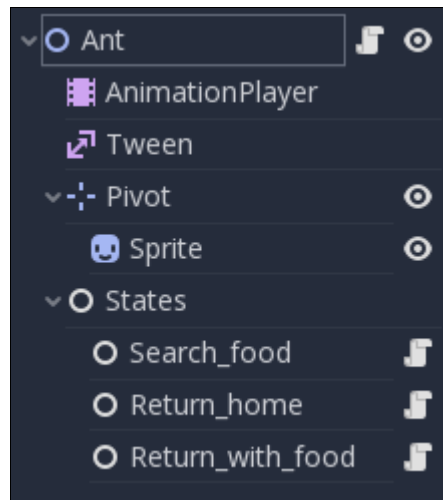 Ant
AnimationPlayer
Tween
Pivot
Sprite
States
Search_food
Return_home
Return_with_food